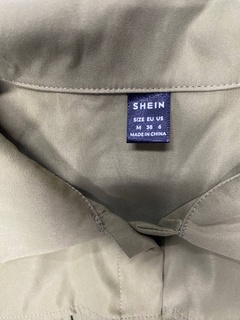 SHEIN
SIZE EU US
M 38 6
MADE IN CHINA